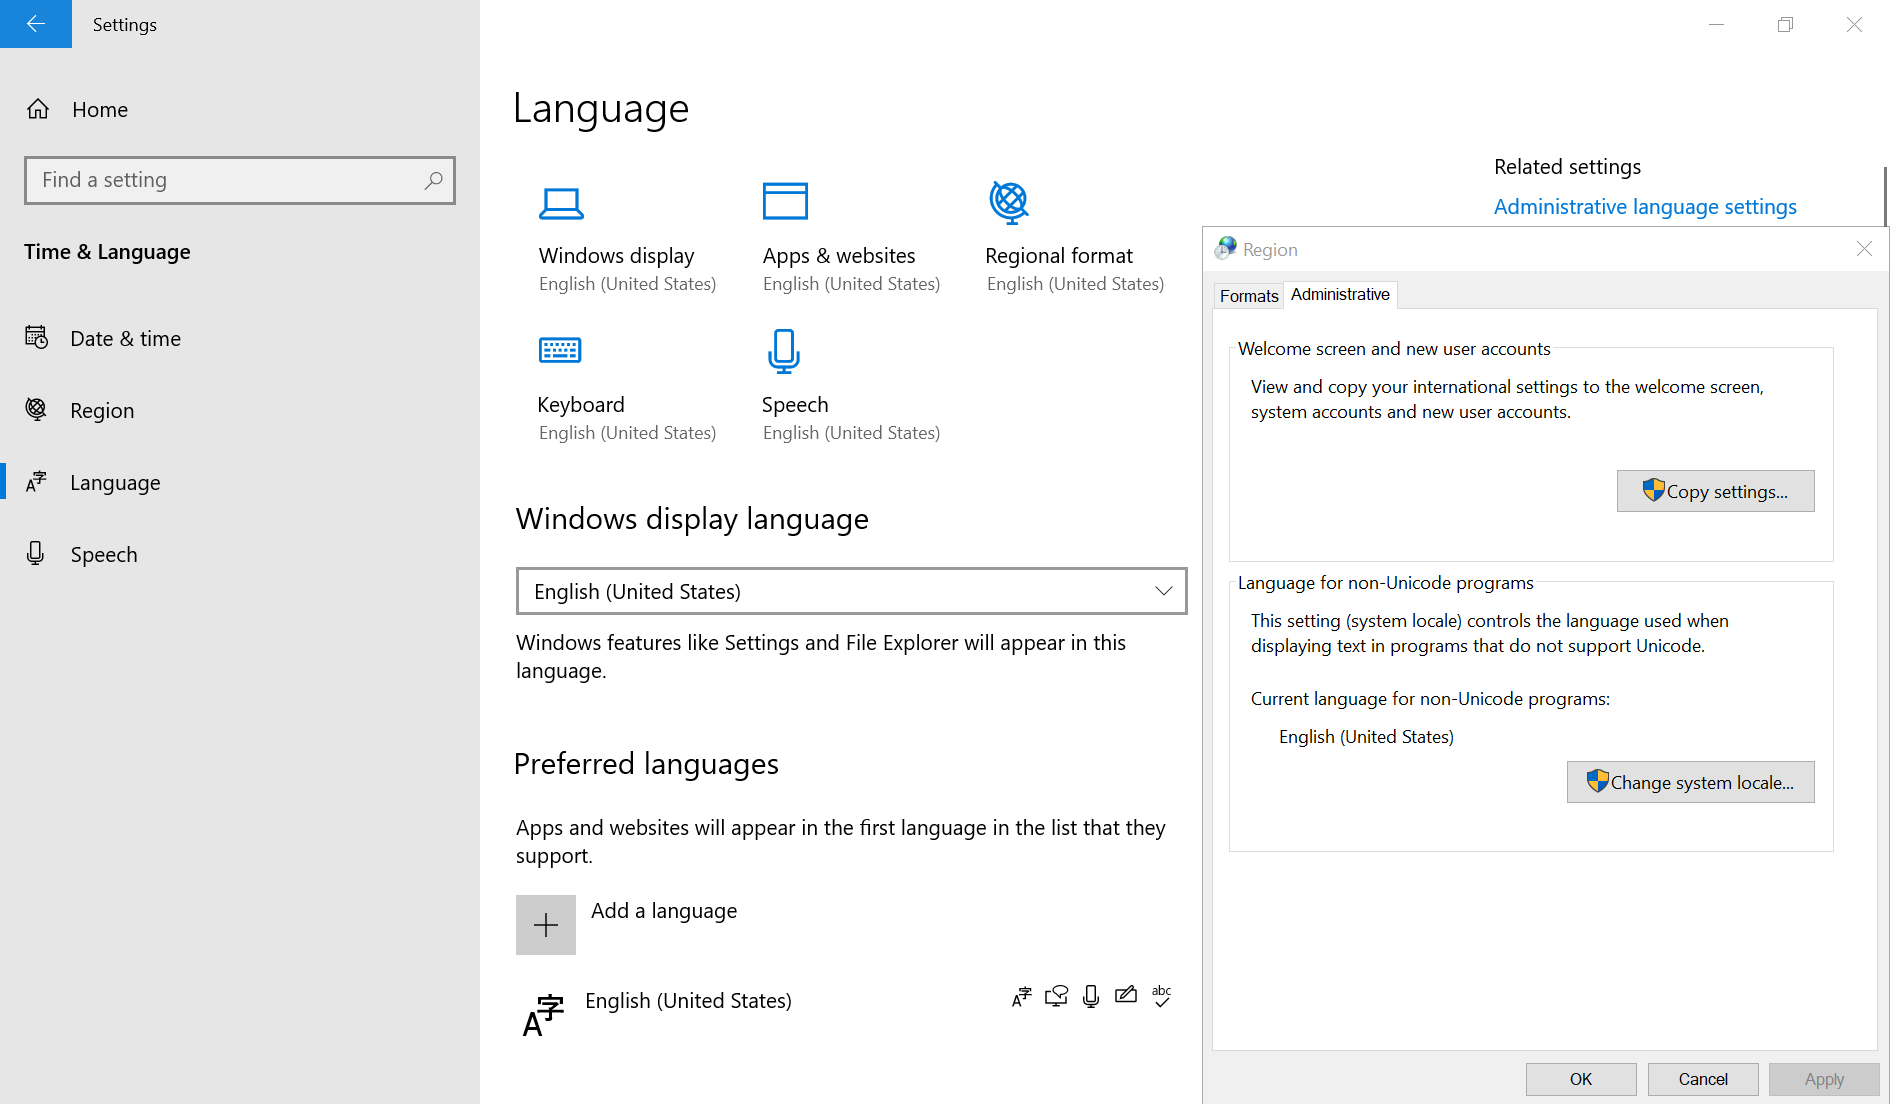 Settings
Home
Find a setting
Time & Language
Date & time
Region
Language
Speech
Language
Windows display
English (United States)
Apps & websites
English (United States)
Regional format
English (United States)
Keyboard
English (United States)
Speech
English (United States)
Windows display language
English (United States)
Windows features like Settings and File Explorer will appear in this
language.
Preferred languages
Apps and websites will appear in the first language in the list that they
support.
Add a language
A字
English (United States)
A字
abc
Related settings
Administrative language settings
Region
Formats
Administrative
Welcome screen and new user accounts
View and copy your international settings to the welcome screen,
system accounts and new user accounts.
Copy settings...
Language for non-Unicode programs
This setting (system locale) controls the language used when
displaying text in programs that do not support Unicode.
Current language for non-Unicode programs:
English (United States)
Change system locale...
OK
Cancel
Apply